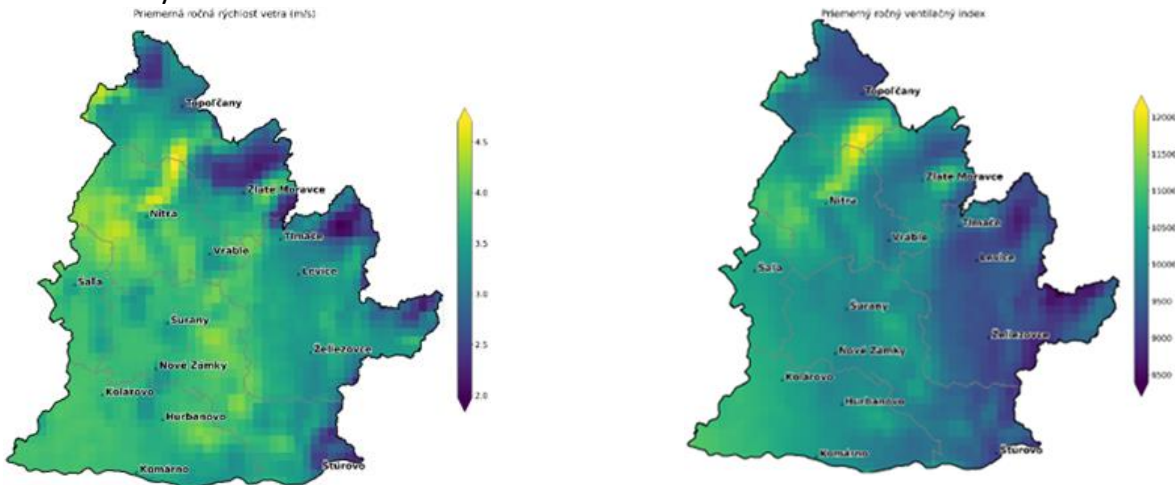 Priemerná ročná rýchlosť vetra (m/s)
Topoľčany
Zlaté Moravce
Nitra
Tlmače
Vráble
Levice
Šaľa
Šurany
Želiezovce
Nové Zámky
Kolárovo
Hurbanovo
Štúrovo
Komárno
4.5
4.0
3.5
3.0
2.5
2.0
Priemerný ročný ventilačný index
Topoľčany
Zlaté Moravce
Nitra
Tlmače
Vráble
Levice
Šaľa
Šurany
Želiezovce
Nové Zámky
Kolárovo
Hurbanovo
Štúrovo
Komárno
12000
11500
11000
10500
10000
9500
9000
8500